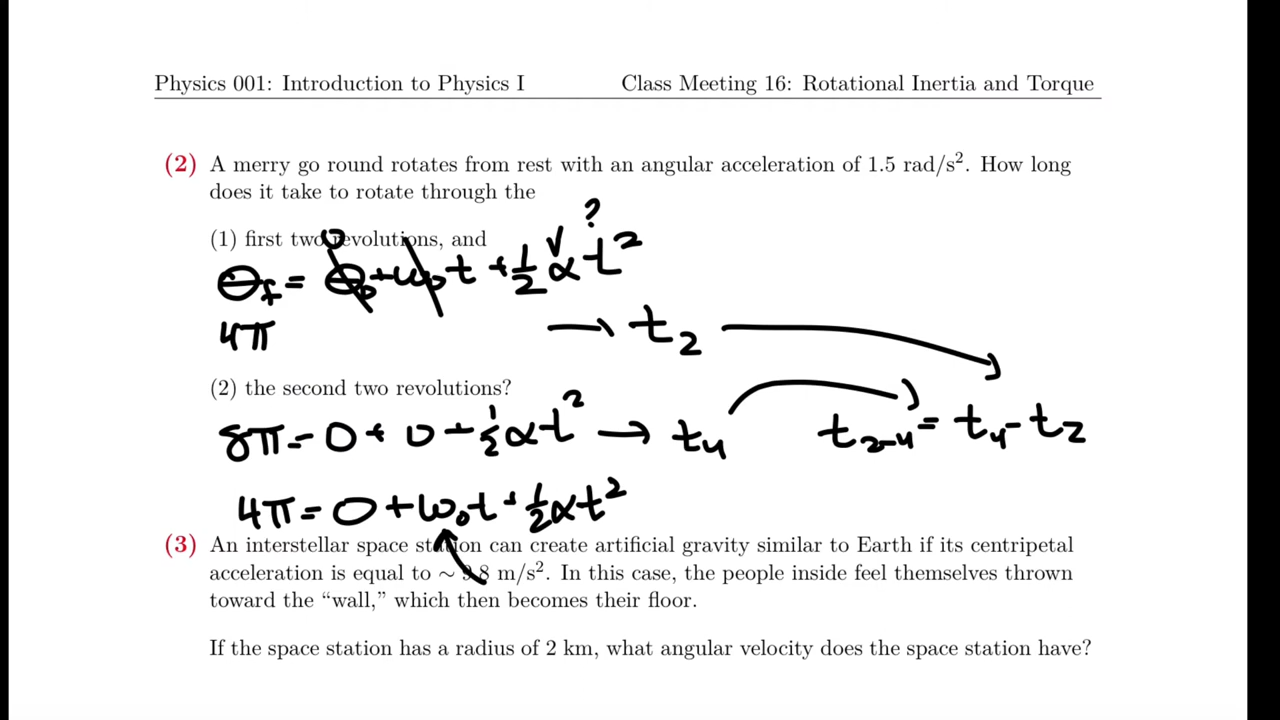 Physics 001: Introduction to Physics I Class Meeting 16: Rotational Inertia and Torque
(2) A merry go round rotates from rest with an angular acceleration of 1.5 rad/s². How long
does it take to rotate through the
(1) first two revolutions, and
0 ✓ ?
θf = θ₀ + ω₀t + ½αt²
4π → t₂
(2) the second two revolutions?
8π = 0 + 0 + ½αt² → t₄ t₂₋₄ = t₄ - t₂
4π = 0 + ω₀t + ½αt²
(3) An interstellar space station can create artificial gravity similar to Earth if its centripetal
acceleration is equal to ~ 9.8 m/s². In this case, the people inside feel themselves thrown
toward the “wall,” which then becomes their floor.
If the space station has a radius of 2 km, what angular velocity does the space station have?